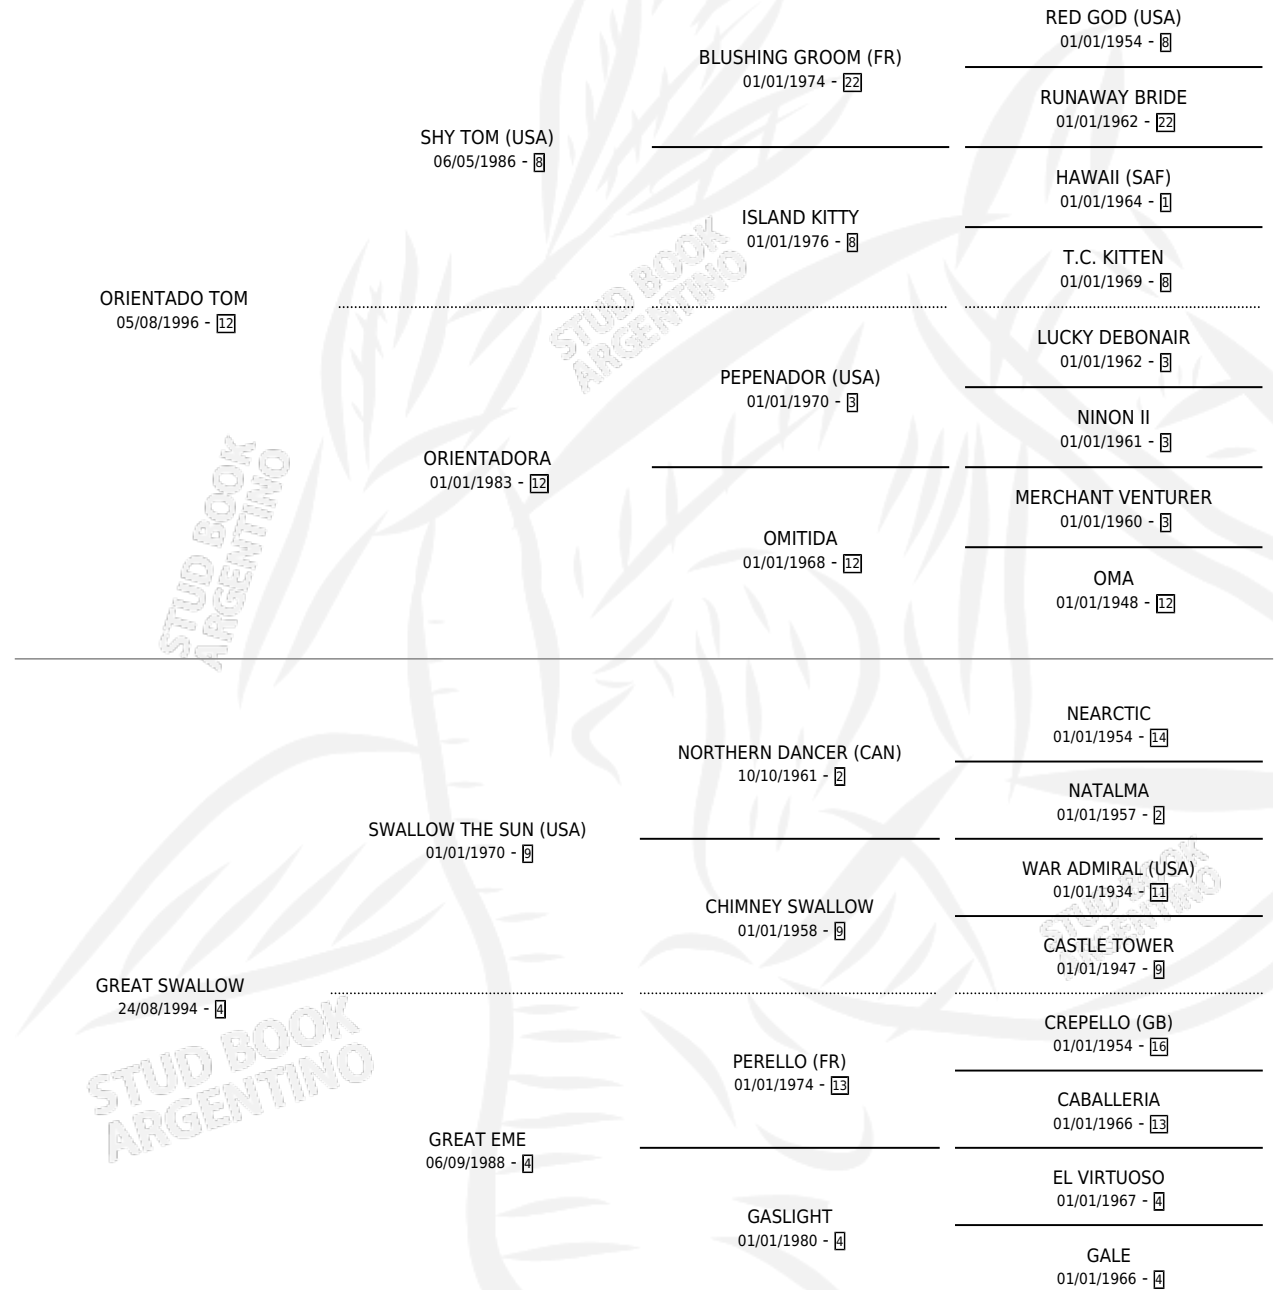 RED GOD (USA)
01/01/1954 - 8
BLUSHING GROOM (FR)
01/01/1974 - 22
RUNAWAY BRIDE
01/01/1962 - 22
SHY TOM (USA)
06/05/1986 - 8
HAWAII (SAF)
01/01/1964 - 1
ISLAND KITTY
01/01/1976 - 8
T.C. KITTEN
01/01/1969 - 8
ORIENTADO TOM
05/08/1996 - 12
STUD BOOK
ARGENTINO
LUCKY DEBONAIR
01/01/1962 - 3
PEPENADOR (USA)
01/01/1970 - 3
NINON II
01/01/1961 - 3
ORIENTADORA
01/01/1983 - 12
MERCHANT VENTURER
01/01/1960 - 3
OMITIDA
01/01/1968 - 12
OMA
01/01/1948 - 12
STUD BOOK
ARGENTINO
NEARCTIC
01/01/1954 - 14
NORTHERN DANCER (CAN)
10/10/1961 - 2
NATALMA
01/01/1957 - 2
SWALLOW THE SUN (USA)
01/01/1970 - 9
WAR ADMIRAL (USA)
01/01/1934 - 11
CHIMNEY SWALLOW
01/01/1958 - 9
CASTLE TOWER
01/01/1947 - 9
STUD BOOK
ARGENTINO
GREAT SWALLOW
24/08/1994 - 4
STUD BOOK
ARGENTINO
CREPELLO (GB)
01/01/1954 - 16
PERELLO (FR)
01/01/1974 - 13
CABALLERIA
01/01/1966 - 13
GREAT EME
06/09/1988 - 4
EL VIRTUOSO
01/01/1967 - 4
GASLIGHT
01/01/1980 - 4
GALE
01/01/1966 - 4